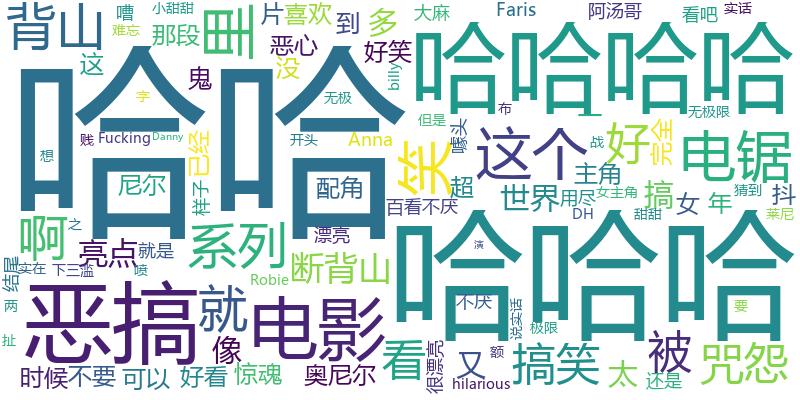 背山
那段
小甜甜
难忘
嘈
里
片
喜欢
到
多
大麻
Faris
阿汤哥
看吧
实话
这
鬼
恶心
没
好笑
billy
哈哈
哈哈哈哈
无极
字
想
贱
Fucking
Danny
已经
开头
Anna
但是
噱头
布
无极限
这个
战
好
完全
电锯
笑
尼尔
样子
配角
百看不厌
超
世界
用尽
主角
女主角
搞
女
猜到
年
抖
DH
甜甜
莱尼
啊
之
亮点
就是
系列
漂亮
断背山
哈哈哈
演
结尾
实在
下三滥
喷
Robie
不厌
说实话
要
两
扯
恶搞
就
像
电影
看
很漂亮
又
额
极限
搞笑
被
太
咒怨
还是
时候
不要
可以
好看
惊魂
奥尼尔
hilarious